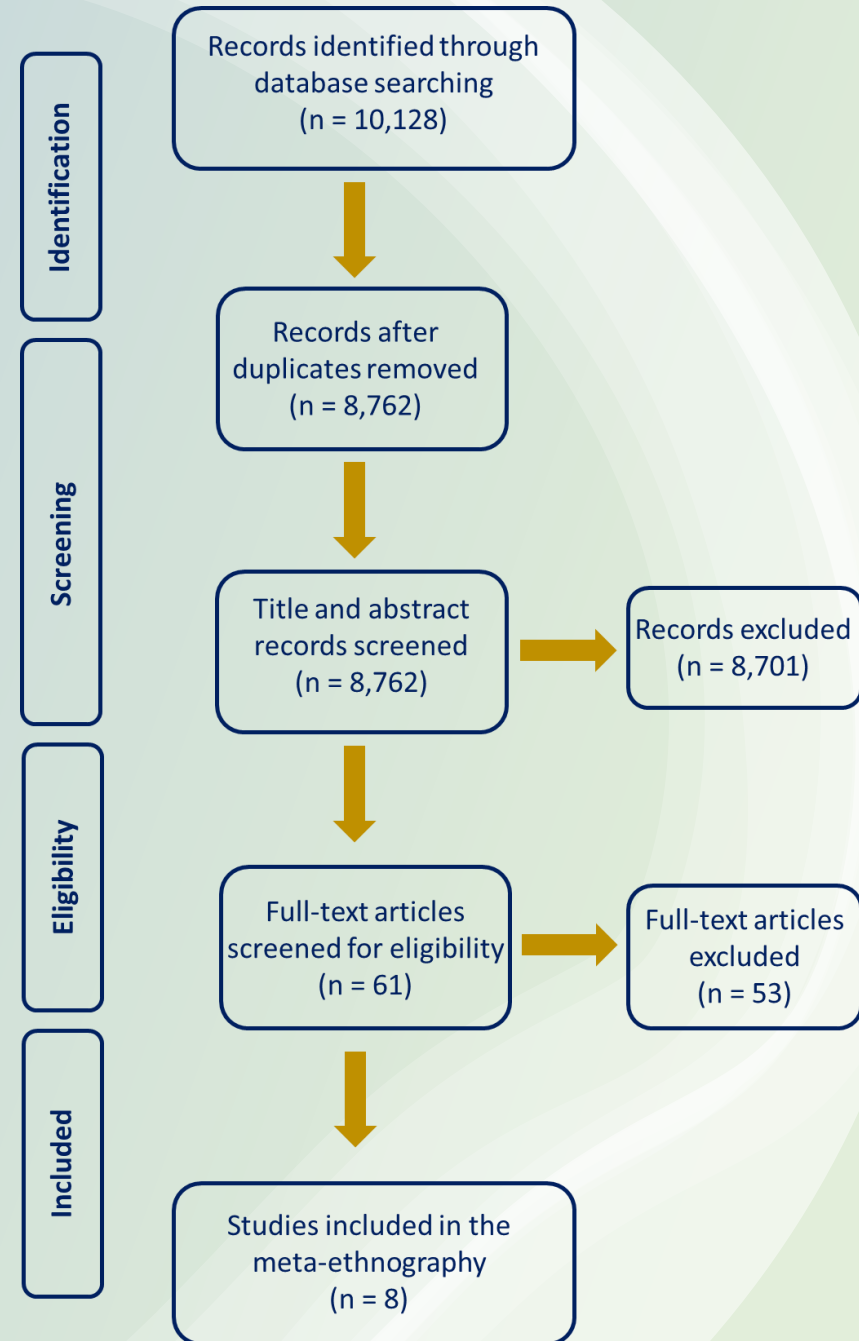 Identification
Records identified through
database searching
(n = 10,128)
Records after
duplicates removed
(n = 8,762)
Screening
Title and abstract
records screened
(n = 8,762)
Records excluded
(n = 8,701)
Eligibility
Full-text articles
screened for eligibility
(n = 61)
Full-text articles
excluded
(n = 53)
Included
Studies included in the
meta-ethnography
(n = 8)